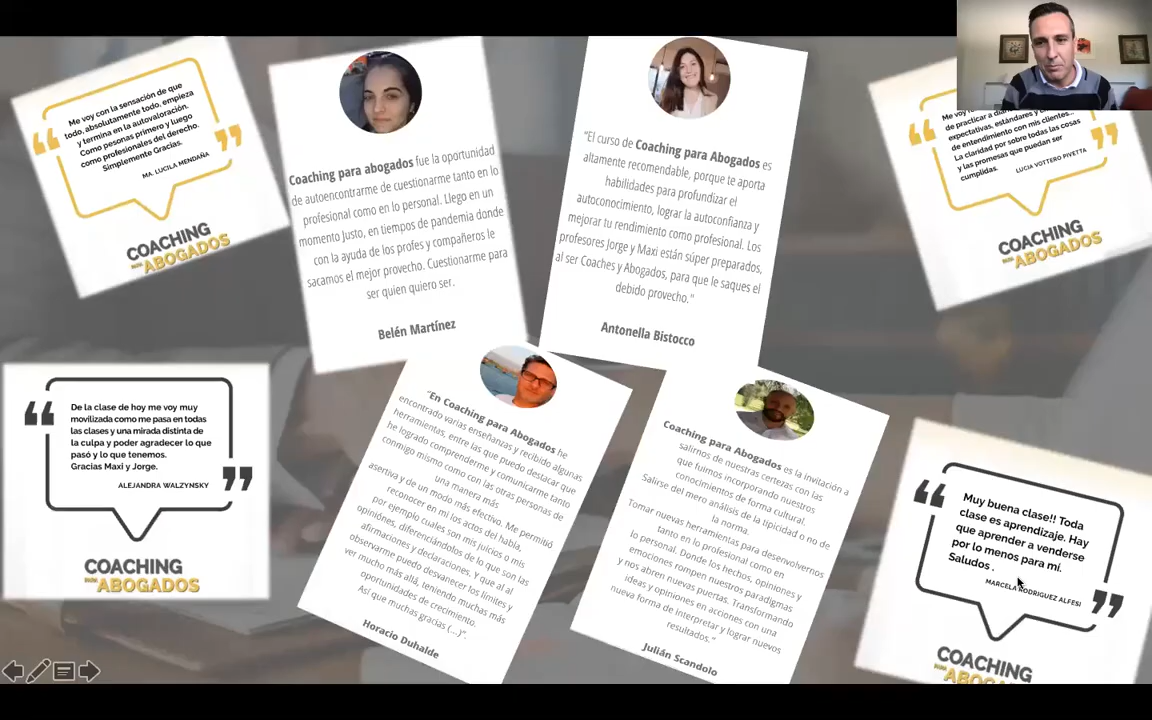 Me voy con la sensación de que
todo, absolutamente todo, empieza
y termina en la autovaloración.
Como pesonas primero y luego
como profesionales del derecho.
Simplemente Gracias.
MA. LUCILA MENDAÑA
COACHING
PARA ABOGADOS
Coaching para abogados fue la oportunidad
de autoencontrarme de cuestionarme tanto en lo
profesional como en lo personal. Llego en un
momento justo, en tiempos de pandemia donde
con la ayuda de los profes y compañeros le
sacamos el mejor provecho. Cuestionarme para
ser quien quiero ser.
Belén Martínez
"El curso de Coaching para Abogados es
altamente recomendable, porque te aporta
habilidades para profundizar el
autoconocimiento, lograr la autoconfianza y
mejorar tu rendimiento como profesional. Los
profesores Jorge y Maxi están súper preparados,
al ser Coaches y Abogados, para que le saques el
debido provecho."
Antonella Bistocco
Me voy
de practicar a
expectativas, estándares y
de entendimiento con mis clientes...
La claridad por sobre todas las cosas
y las promesas que puedan ser
cumplidas.
LUCIA VOTTERO PIVETTA
COACHING
PARA ABOGADOS
De la clase de hoy me voy muy
movilizada como me pasa en todas
las clases y una mirada distinta de
la culpa y poder agradecer lo que
pasó y lo que tenemos.
Gracias Maxi y Jorge.
ALEJANDRA WALZYNSKY
COACHING
PARA ABOGADOS
"En Coaching para Abogados he
encontrado varias enseñanzas y recibido algunas
herramientas, entre las que puedo destacar que
he logrado comprenderme y comunicarme tanto
conmigo mismo como con las otras personas de
una manera más
asertiva y de un modo más efectivo. Me permitió
reconocer en mi los actos del habla,
por ejemplo cuales son mis juicios o mis
opiniones, diferenciándolos de lo que son las
afirmaciones y declaraciones, y que al al
observarme puedo desvanecer los límites y
ver mucho más allá, teniendo muchas más
oportunidades de crecimiento.
Así que muchas gracias (...)".
Horacio Duhalde
Coaching para Abogados es la invitación a
salirnos de nuestras certeras con las
que fuimos incorporando nuestros
conocimientos de forma cultural.
Salirse del mero análisis de la tipicidad o no de
la norma.
Tomar nuevas herramientas para desenvolvernos
tanto en lo profesional como en
lo personal. Donde los hechos, opiniones y
emociones rompen nuestros paradigmas
y nos abren nuevas puertas. Transformando
ideas y opiniones en acciones con una
nueva forma de interpretar y lograr nuevos
resultados."
Julián Scandolo
Muy buena clase!! Toda
clase es aprendizaje. Hay
que aprender a venderse
por lo menos para mí.
Saludos .
MARCELA RODRIGUEZ ALFESI
COACHING
PARA ABOGADOS